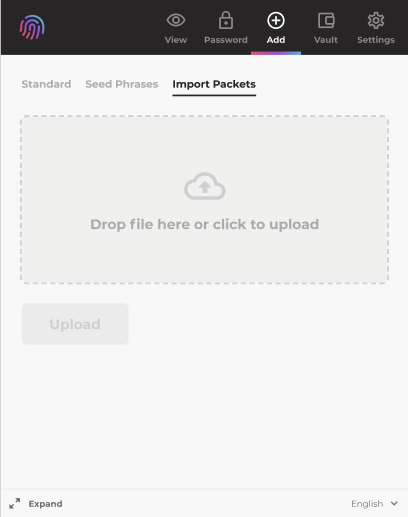 View Password Add Vault Settings
Standard Seed Phrases Import Packets
Drop file here or click to upload
Upload
Expand English